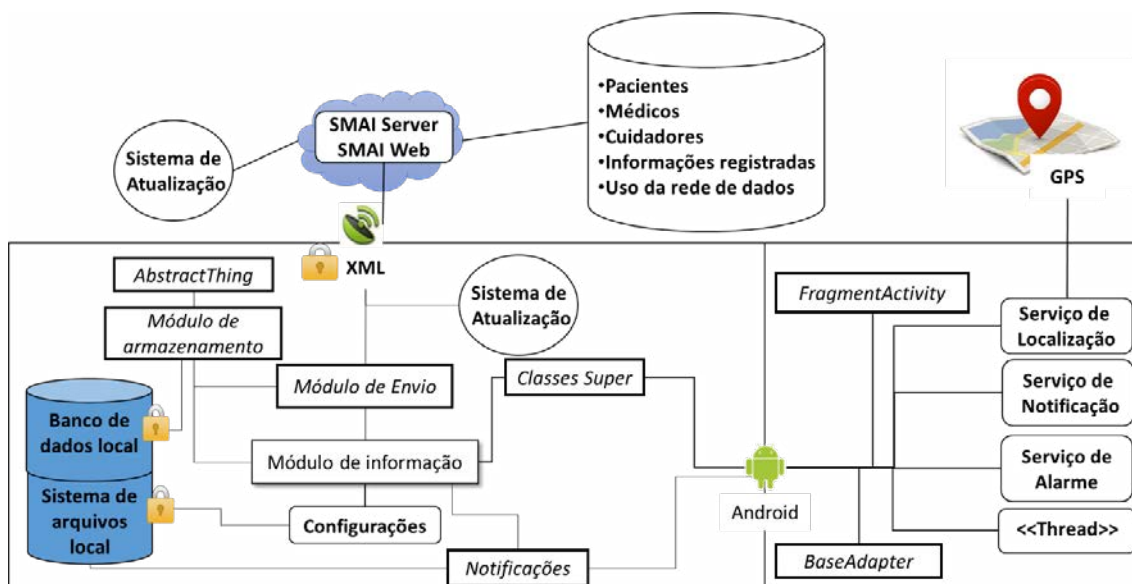 •Pacientes
•Médicos
•Cuidadores
•Informações registradas
•Uso da rede de dados
SMAI Server
SMAI Web
Sistema de
Atualização
GPS
XML
AbstractThing
Módulo de
armazenamento
Sistema de
Atualização
Módulo de Envio
Classes Super
Banco de
dados local
Módulo de informação
Sistema de
arquivos
local
Configurações
Notificações
Android
FragmentActivity
BaseAdapter
Serviço de
Localização
Serviço de
Notificação
Serviço de
Alarme
<<Thread>>